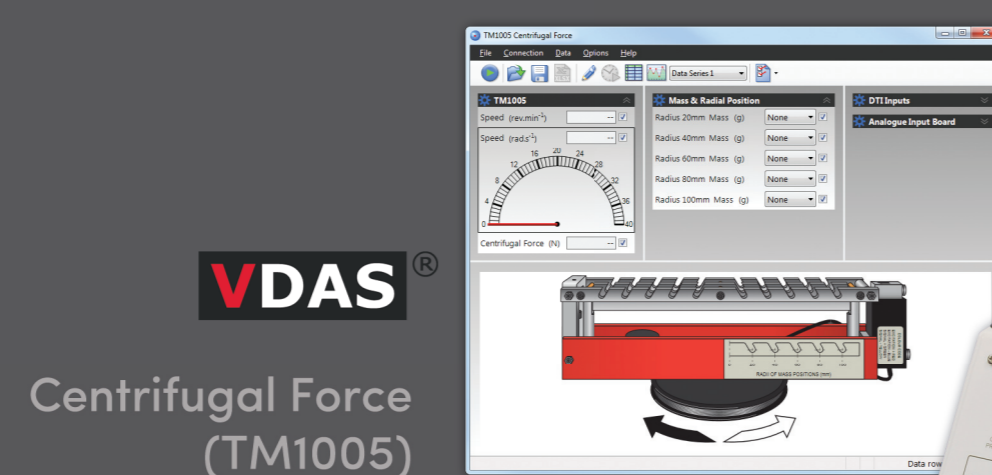 TM1005 Centrifugal Force
File Connection Data Options Help
Data Series 1
TM1005
Speed (rev.min⁻¹) --
Speed (rad.s⁻¹) --
0 4 8 12 16 20 24 28 32 36 40
Centrifugal Force (N) --
Mass & Radial Position
Radius 20mm Mass (g) None
Radius 40mm Mass (g) None
Radius 60mm Mass (g) None
Radius 80mm Mass (g) None
Radius 100mm Mass (g) None
DTI Inputs
Analogue Input Board
RADII OF MASS POSITIONS (mm)
Data row
VDAS®
Centrifugal Force
(TM1005)